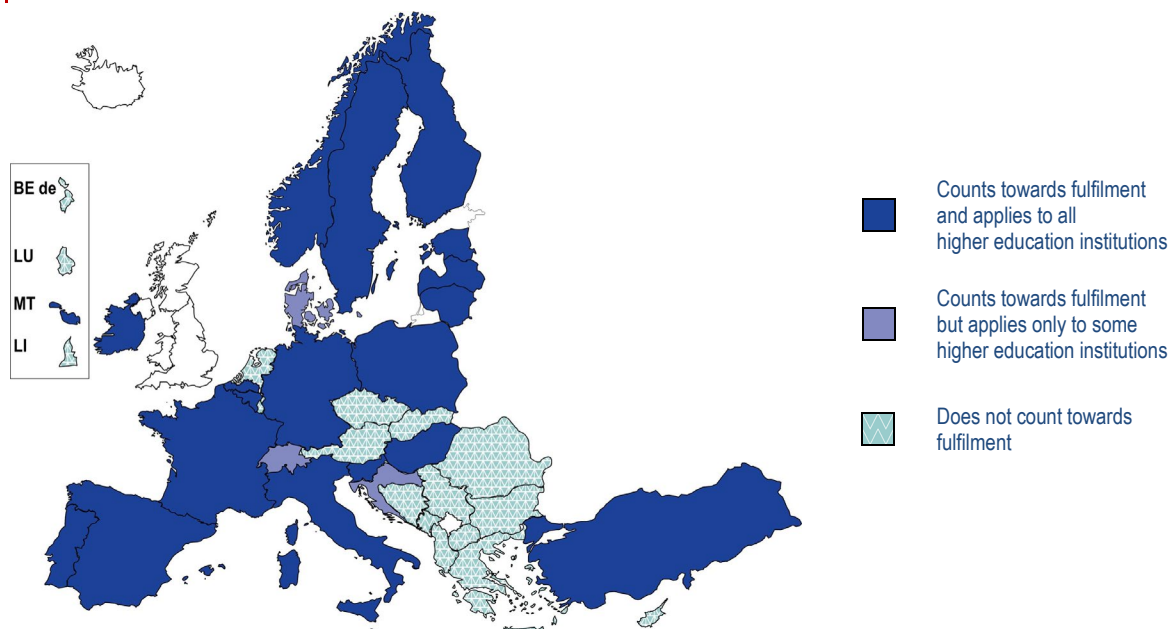 BE de
LU
MT
LI
Counts towards fulfilment
and applies to all
higher education institutions
Counts towards fulfilment
but applies only to some
higher education institutions
Does not count towards
fulfilment